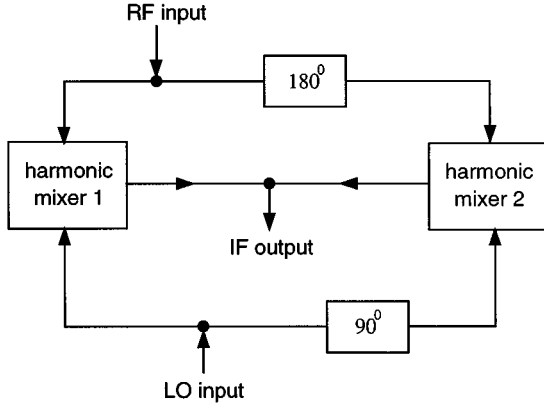 RF input
180⁰
harmonic
mixer 1
harmonic
mixer 2
IF output
90⁰
LO input